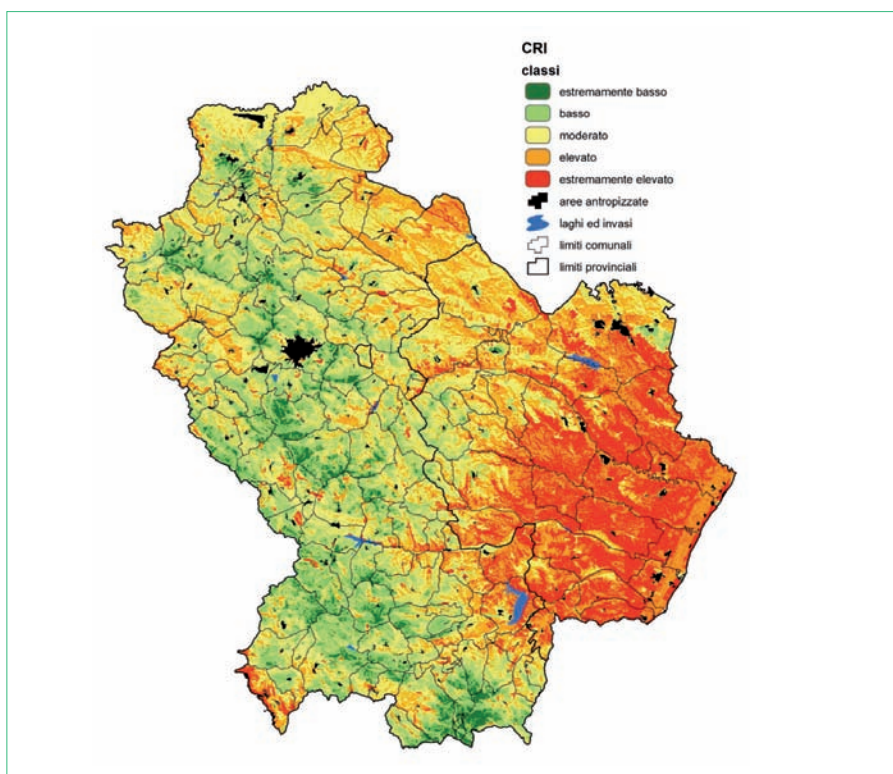 CRI
classi
estremamente basso
basso
moderato
elevato
estremamente elevato
aree antropizzate
laghi ed invasi
limiti comunali
limiti provinciali